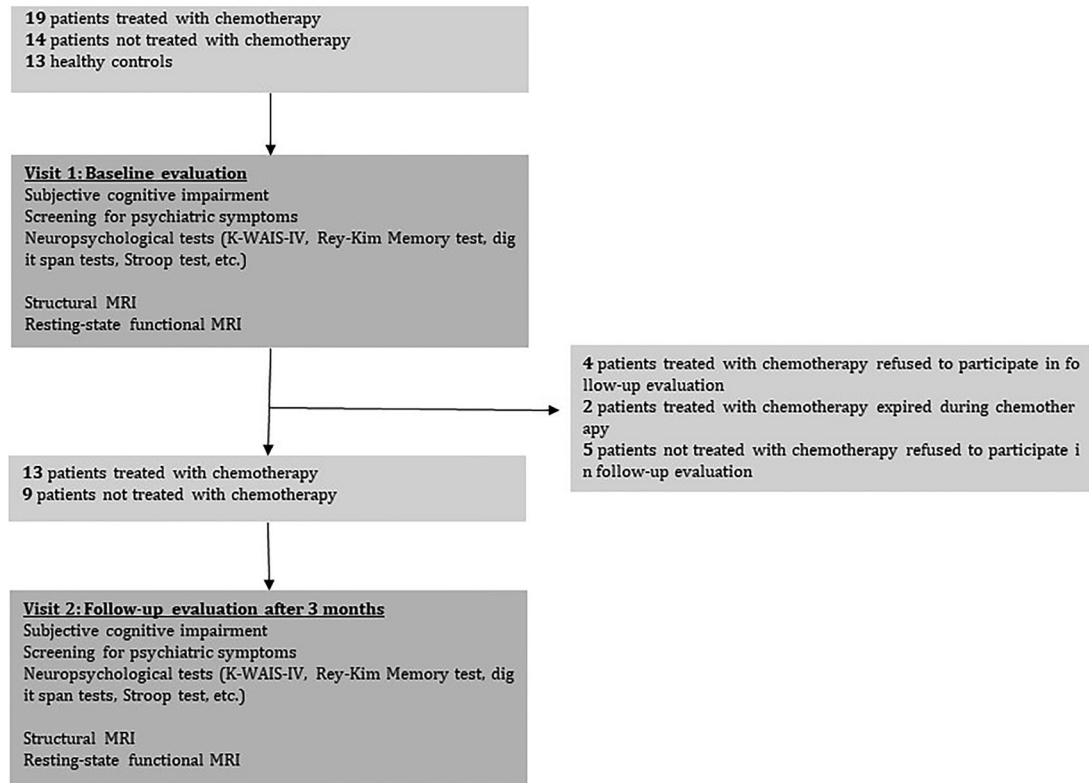 19 patients treated with chemotherapy
14 patients not treated with chemotherapy
13 healthy controls
Visit 1: Baseline evaluation
Subjective cognitive impairment
Screening for psychiatric symptoms
Neuropsychological tests (K-WAIS-IV, Rey-Kim Memory test, dig
it span tests, Stroop test, etc.)
Structural MRI
Resting-state functional MRI
4 patients treated with chemotherapy refused to participate in fo
llow-up evaluation
2 patients treated with chemotherapy expired during chemother
apy
5 patients not treated with chemotherapy refused to participate i
n follow-up evaluation
13 patients treated with chemotherapy
9 patients not treated with chemotherapy
Visit 2: Follow-up evaluation after 3 months
Subjective cognitive impairment
Screening for psychiatric symptoms
Neuropsychological tests (K-WAIS-IV, Rey-Kim Memory test, dig
it span tests, Stroop test, etc.)
Structural MRI
Resting-state functional MRI